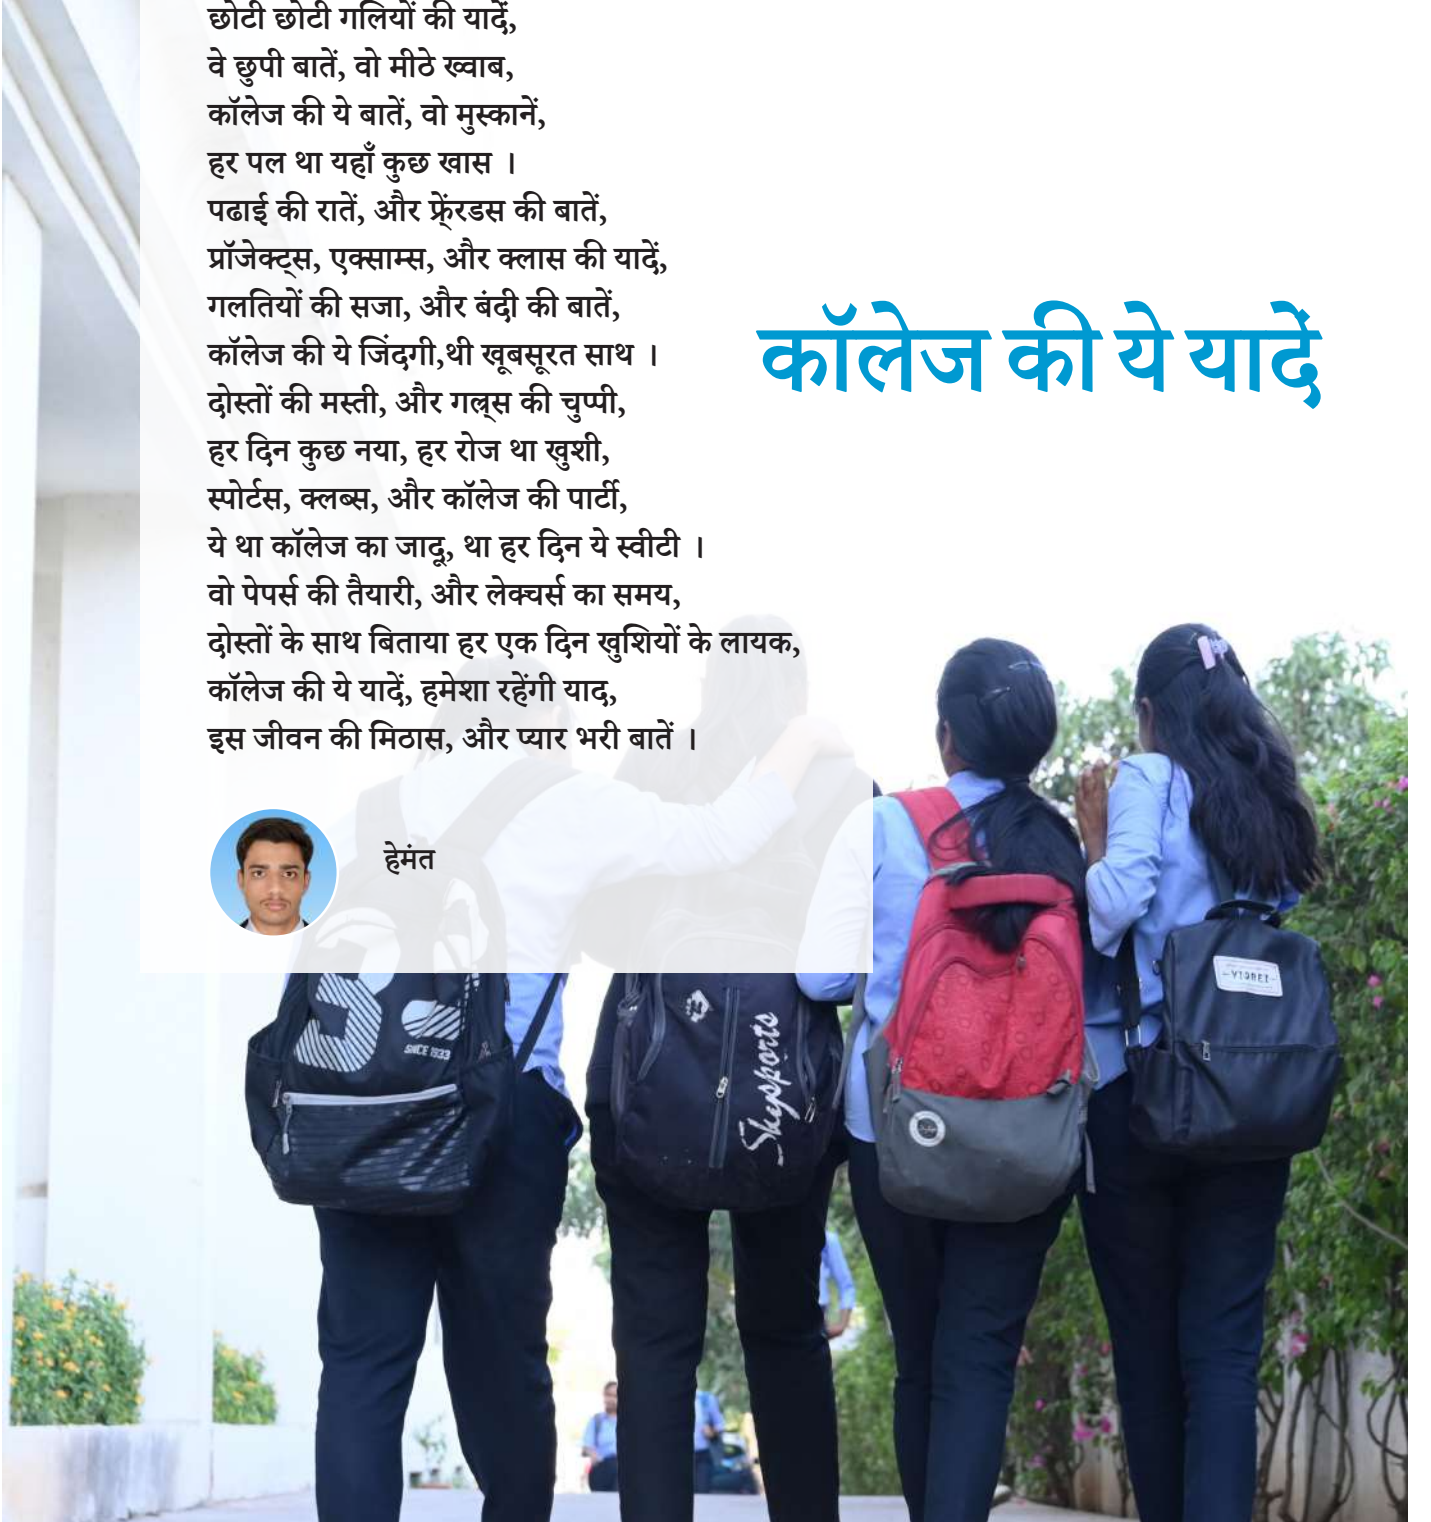 छोटी छोटी गलियों की यादें,
वे छुपी बातें, वो मीठे ख्वाब,
कॉलेज की ये बातें, वो मुस्कानें,
हर पल था यहाँ कुछ खास ।
पढाई की रातें, और फ्रे्ंरडस की बातें,
प्रॉजेक्ट्स, एक्साम्स, और क्लास की यादें,
गलतियों की सजा, और बंदी की बातें,
कॉलेज की ये जिंदगी,थी खूबसूरत साथ ।
दोस्तों की मस्ती, और गल्र्स की चुप्पी,
हर दिन कुछ नया, हर रोज था खुशी,
स्पोर्टस, क्लब्स, और कॉलेज की पार्टी,
ये था कॉलेज का जादू, था हर दिन ये स्वीटी ।
वो पेपर्स की तैयारी, और लेक्चर्स का समय,
दोस्तों के साथ बिताया हर एक दिन खुशियों के लायक,
कॉलेज की ये यादें, हमेशा रहेंगी याद,
इस जीवन की मिठास, और प्यार भरी बातें ।
हेमंत
कॉलेज की ये यादें
SINCE 1933
Skysports